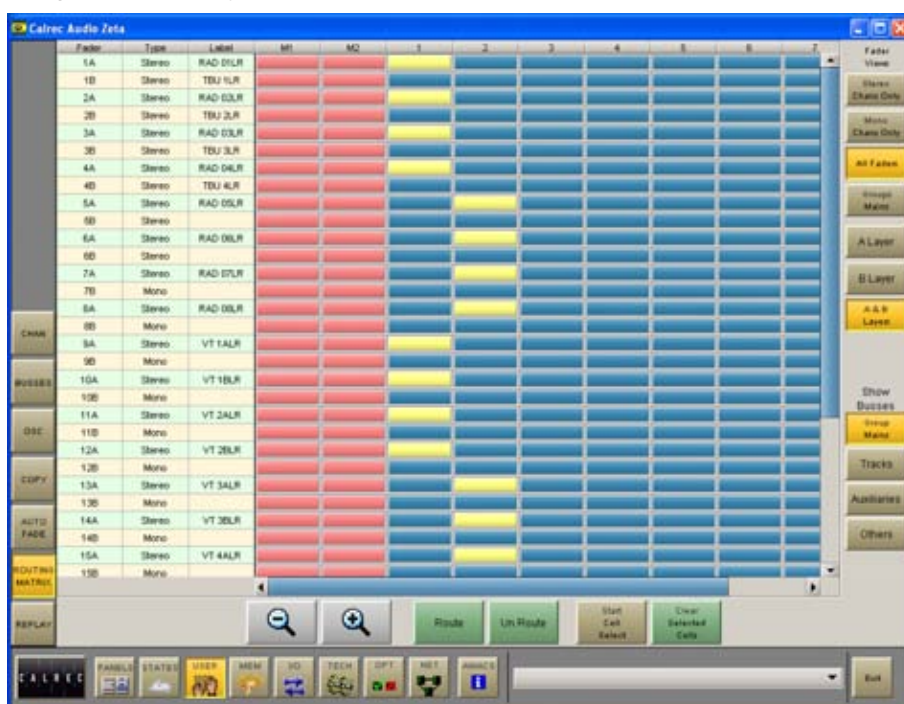 Calrec Audio Zeta
Fader Type Label M1 M2 1 2 3 4 5 6 7
1A Stereo RAD 01LR
1B Stereo TBU 1LR
2A Stereo RAD 02LR
2B Stereo TBU 2LR
3A Stereo RAD 03LR
3B Stereo TBU 3LR
4A Stereo RAD 04LR
4B Stereo TBU 4LR
5A Stereo RAD 05LR
5B Stereo
6A Stereo RAD 06LR
6B Stereo
7A Stereo RAD 07LR
7B Mono
8A Stereo RAD 08LR
8B Mono
9A Stereo VT 1ALR
9B Mono
10A Stereo VT 1BLR
10B Mono
11A Stereo VT 2ALR
11B Mono
12A Stereo VT 2BLR
12B Mono
13A Stereo VT 3ALR
13B Mono
14A Stereo VT 3BLR
14B Mono
15A Stereo VT 4ALR
15B Mono
Fader
Views
Stereo
Chans Only
Mono
Chans Only
All Faders
Groups
Mains
A Layer
B Layer
A & B
Layers
Show
Busses
Group
Mains
Tracks
Auxiliaries
Others
CHAN
BUSSES
OSC
COPY
AUTO
FADE
ROUTING
MATRIX
REPLAY
Route
Un Route
Start
Cell
Select
Clear
Selected
Cells
CALREC
PANELS
STATES
USER
MEM
I/O
TECH
OPT
NET
AWACS
Exit